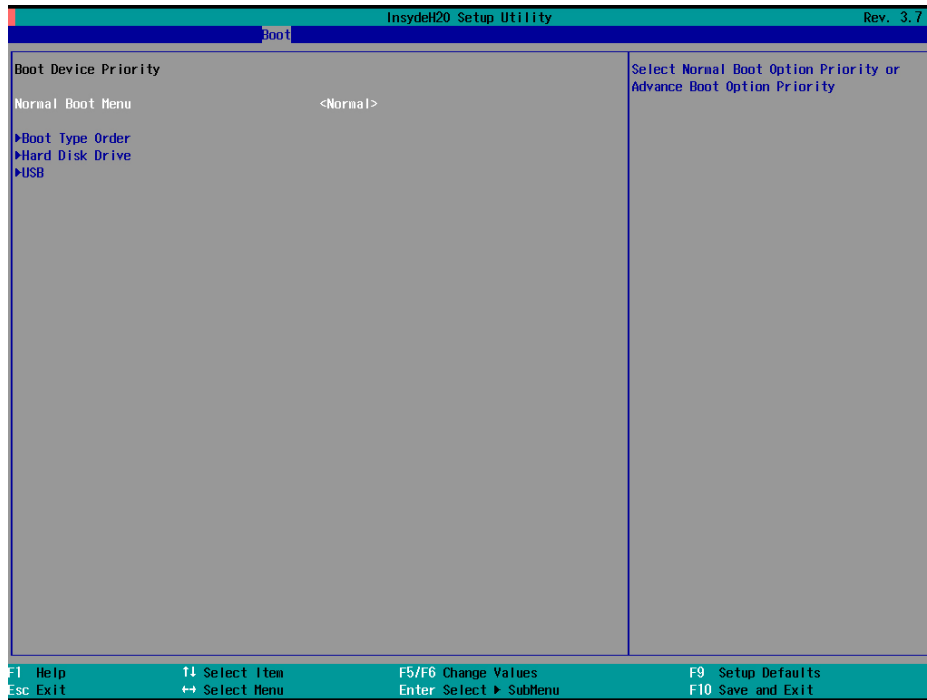 InsydeH20 Setup Utility Rev. 3.7
Boot
Boot Device Priority
Normal Boot Menu <Normal>
▶Boot Type Order
▶Hard Disk Drive
▶USB
Select Normal Boot Option Priority or
Advance Boot Option Priority
F1 Help ↑↓ Select Item F5/F6 Change Values F9 Setup Defaults
Esc Exit ↔ Select Menu Enter Select ▶ SubMenu F10 Save and Exit